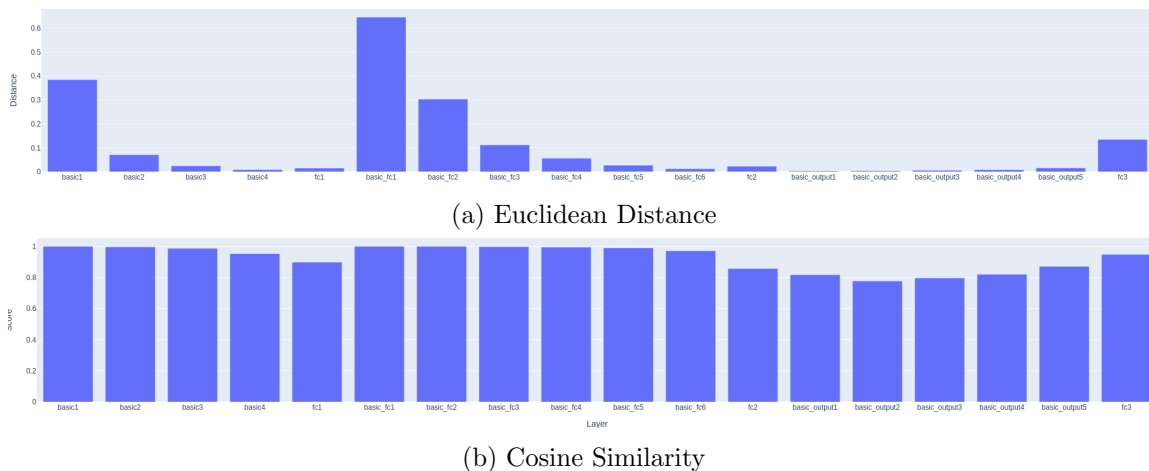 0.6
0.5
0.4
0.3
0.2
0.1
0
Distance
basic1 basic2 basic3 basic4 fc1 basic_fc1 basic_fc2 basic_fc3 basic_fc4 basic_fc5 basic_fc6 fc2 basic_output1 basic_output2 basic_output3 basic_output4 basic_output5 fc3
(a) Euclidean Distance
1
0.8
0.6
0.4
0.2
0
Score
basic1 basic2 basic3 basic4 fc1 basic_fc1 basic_fc2 basic_fc3 basic_fc4 basic_fc5 basic_fc6 fc2 basic_output1 basic_output2 basic_output3 basic_output4 basic_output5 fc3
Layer
(b) Cosine Similarity